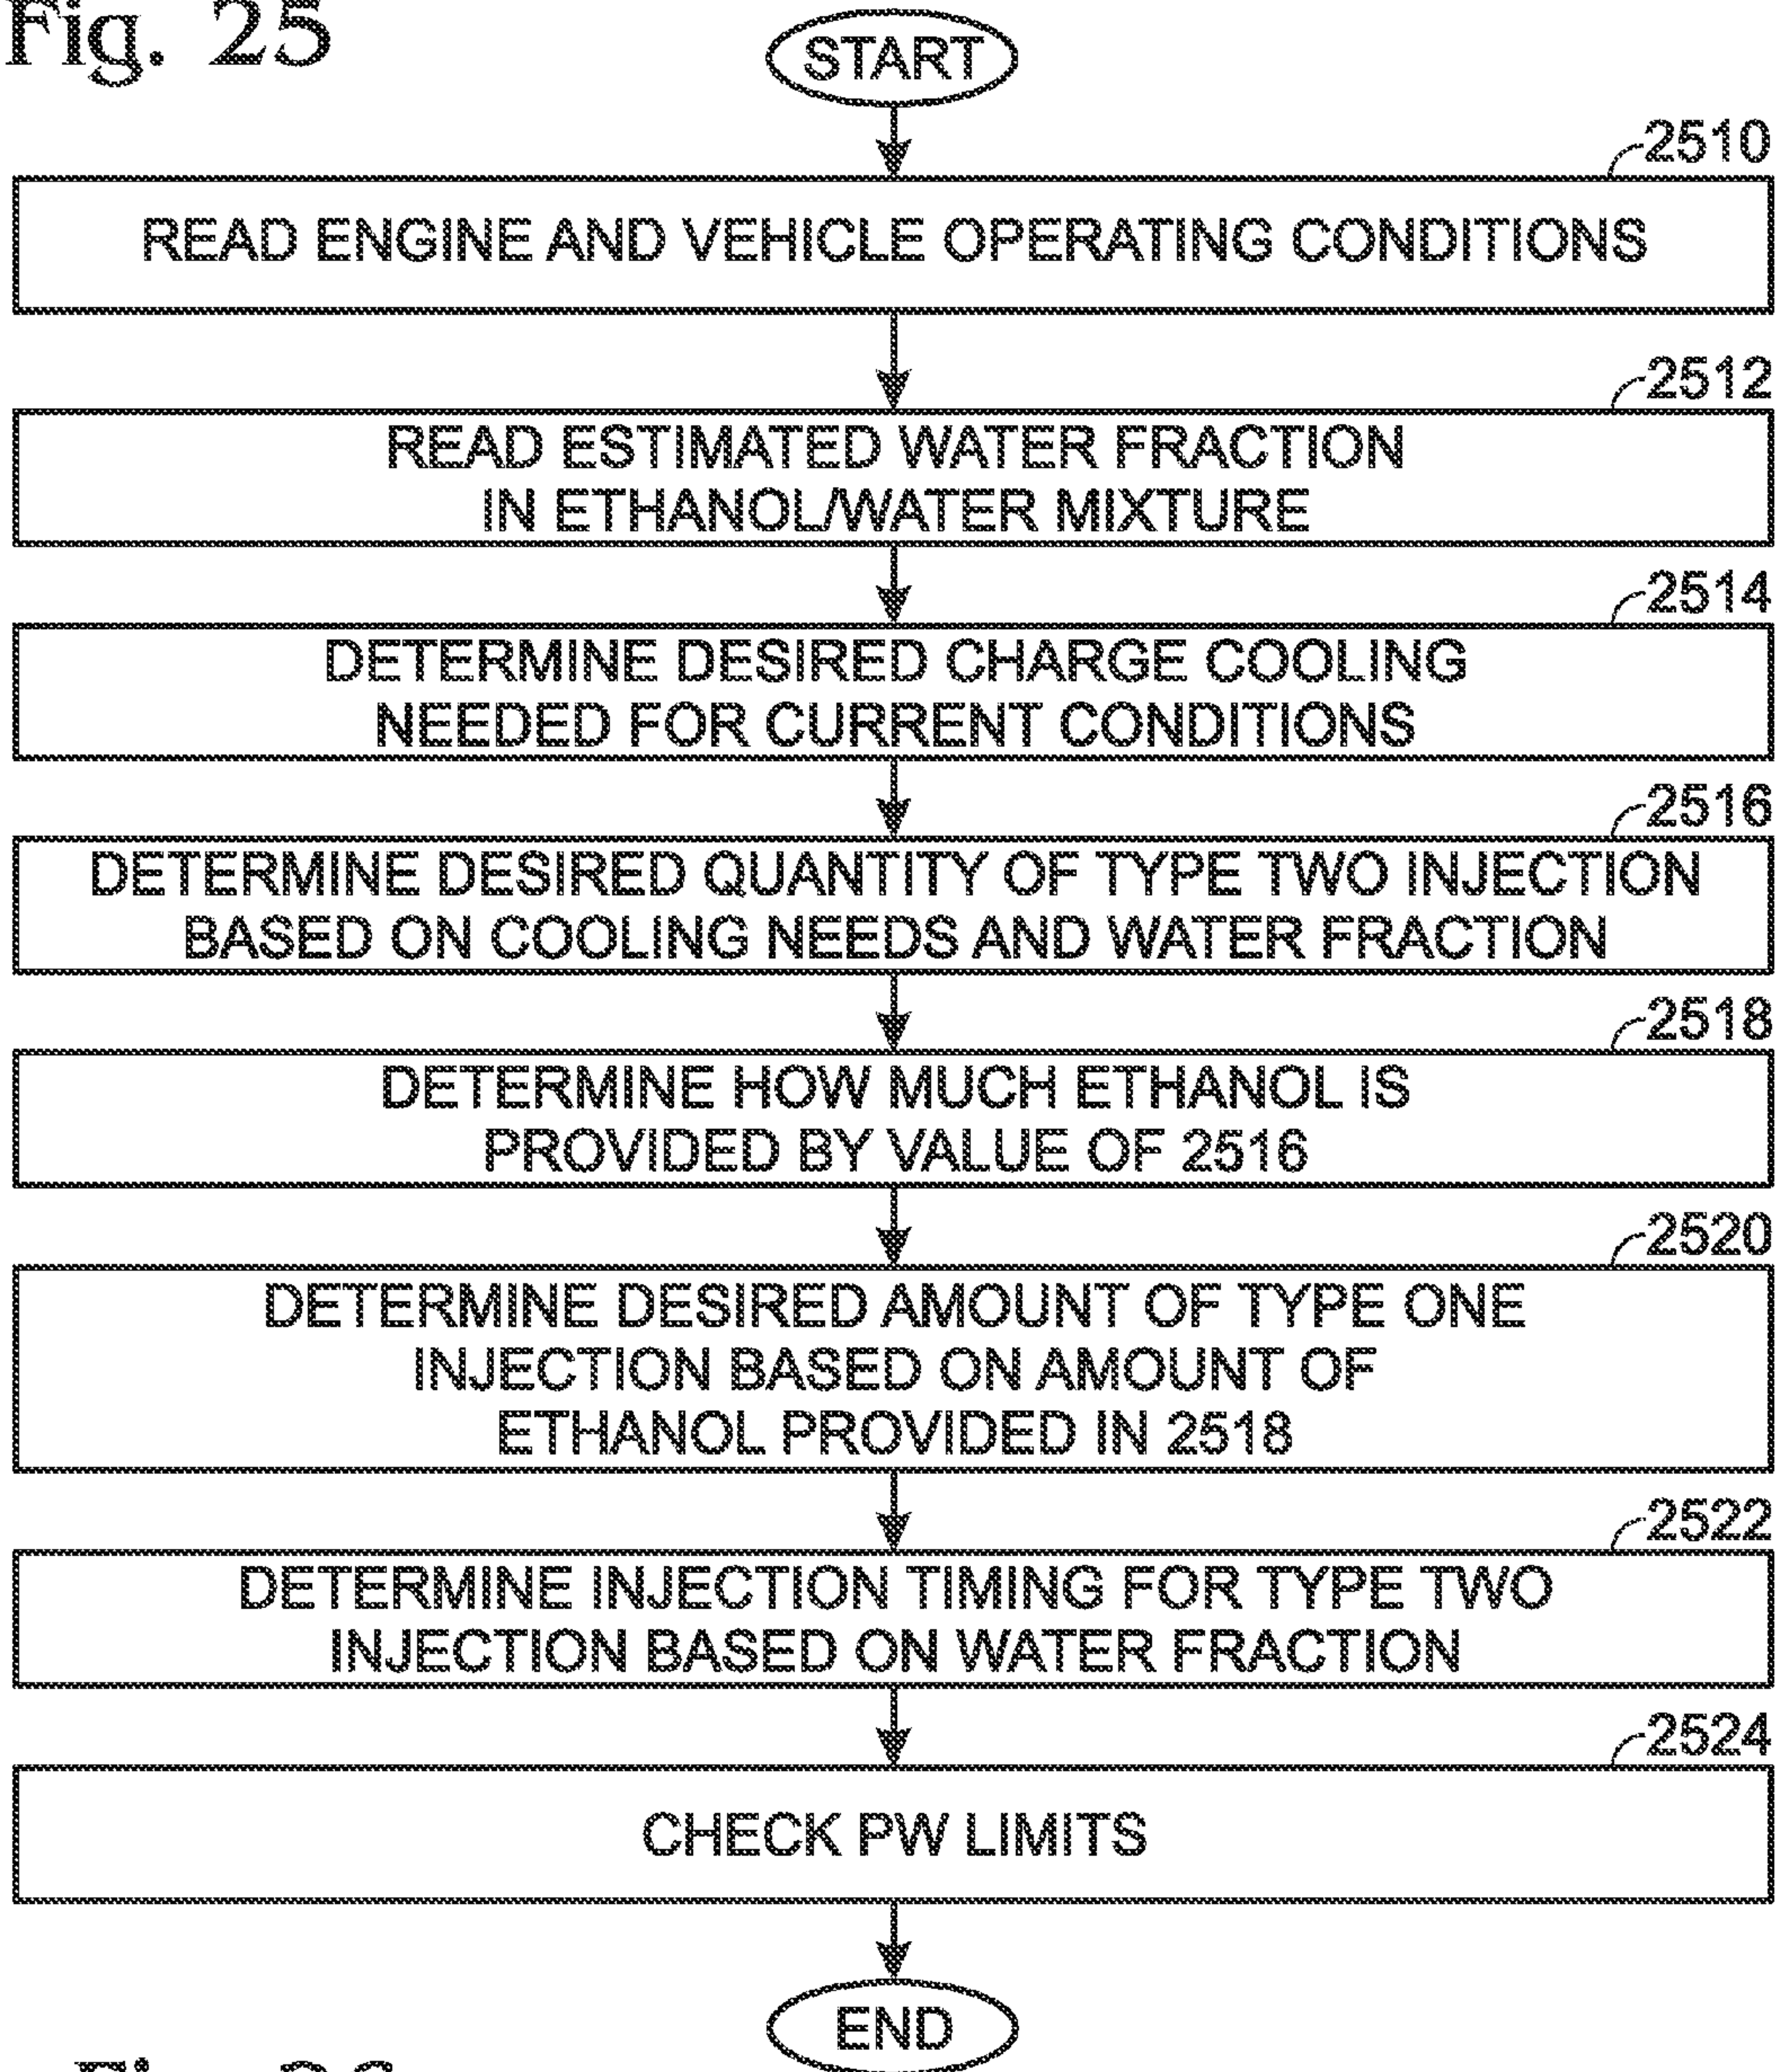 Fig. 25
START
2510
READ ENGINE AND VEHICLE OPERATING CONDITIONS
2512
READ ESTIMATED WATER FRACTION
IN ETHANOL/WATER MIXTURE
2514
DETERMINE DESIRED CHARGE COOLING
NEEDED FOR CURRENT CONDITIONS
2516
DETERMINE DESIRED QUANTITY OF TYPE TWO INJECTION
BASED ON COOLING NEEDS AND WATER FRACTION
2518
DETERMINE HOW MUCH ETHANOL IS
PROVIDED BY VALUE OF 2516
2520
DETERMINE DESIRED AMOUNT OF TYPE ONE
INJECTION BASED ON AMOUNT OF
ETHANOL PROVIDED IN 2518
2522
DETERMINE INJECTION TIMING FOR TYPE TWO
INJECTION BASED ON WATER FRACTION
2524
CHECK PW LIMITS
END